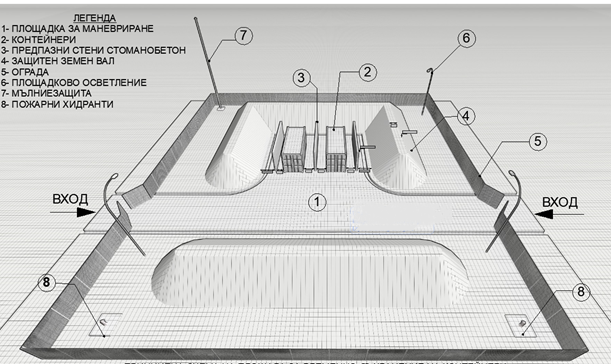 ЛЕГЕНДА
1- ПЛОЩАДКА ЗА МАНЕВРИРАНЕ
2- КОНТЕЙНЕРИ
3- ПРЕДПАЗНИ СТЕНИ СТОМАНОБЕТОН
4- ЗАЩИТЕН ЗЕМЕН ВАЛ
5- ОГРАДА
6- ПЛОЩАДКОВО ОСВЕТЛЕНИЕ
7- МЪЛНИЕЗАЩИТА
8- ПОЖАРНИ ХИДРАНТИ
7
6
3
2
4
5
ВХОД
1
ВХОД
8
8